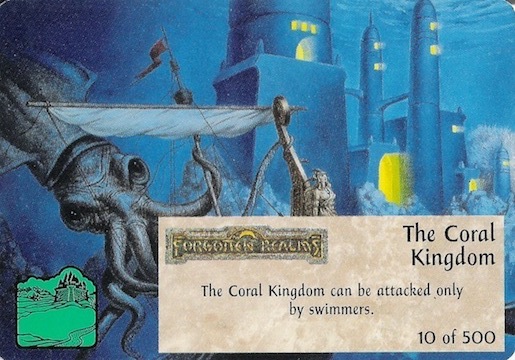 FORGOTTEN REALMS
The Coral
Kingdom
The Coral Kingdom can be attacked only
by swimmers.
10 of 500